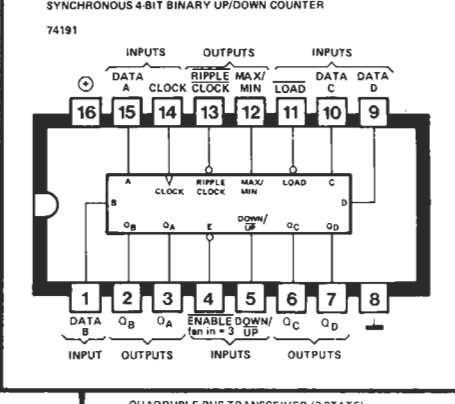 SYNCHRONOUS 4-BIT BINARY UP/DOWN COUNTER
74191
INPUTS OUTPUTS INPUTS
DATA RIPPLE MAX/ DATA DATA
A CLOCK CLOCK MIN LOAD C D
16 15 14 13 12 11 10 9
A CLOCK RIPPLE CLOCK MAX/ MIN LOAD C
B D
QB QA E DOWN/ UP QC QD
1 2 3 4 5 6 7 8
DATA QB QA ENABLE DOWN/ QC QD
B fan in = 3 UP
INPUT OUTPUTS INPUTS OUTPUTS